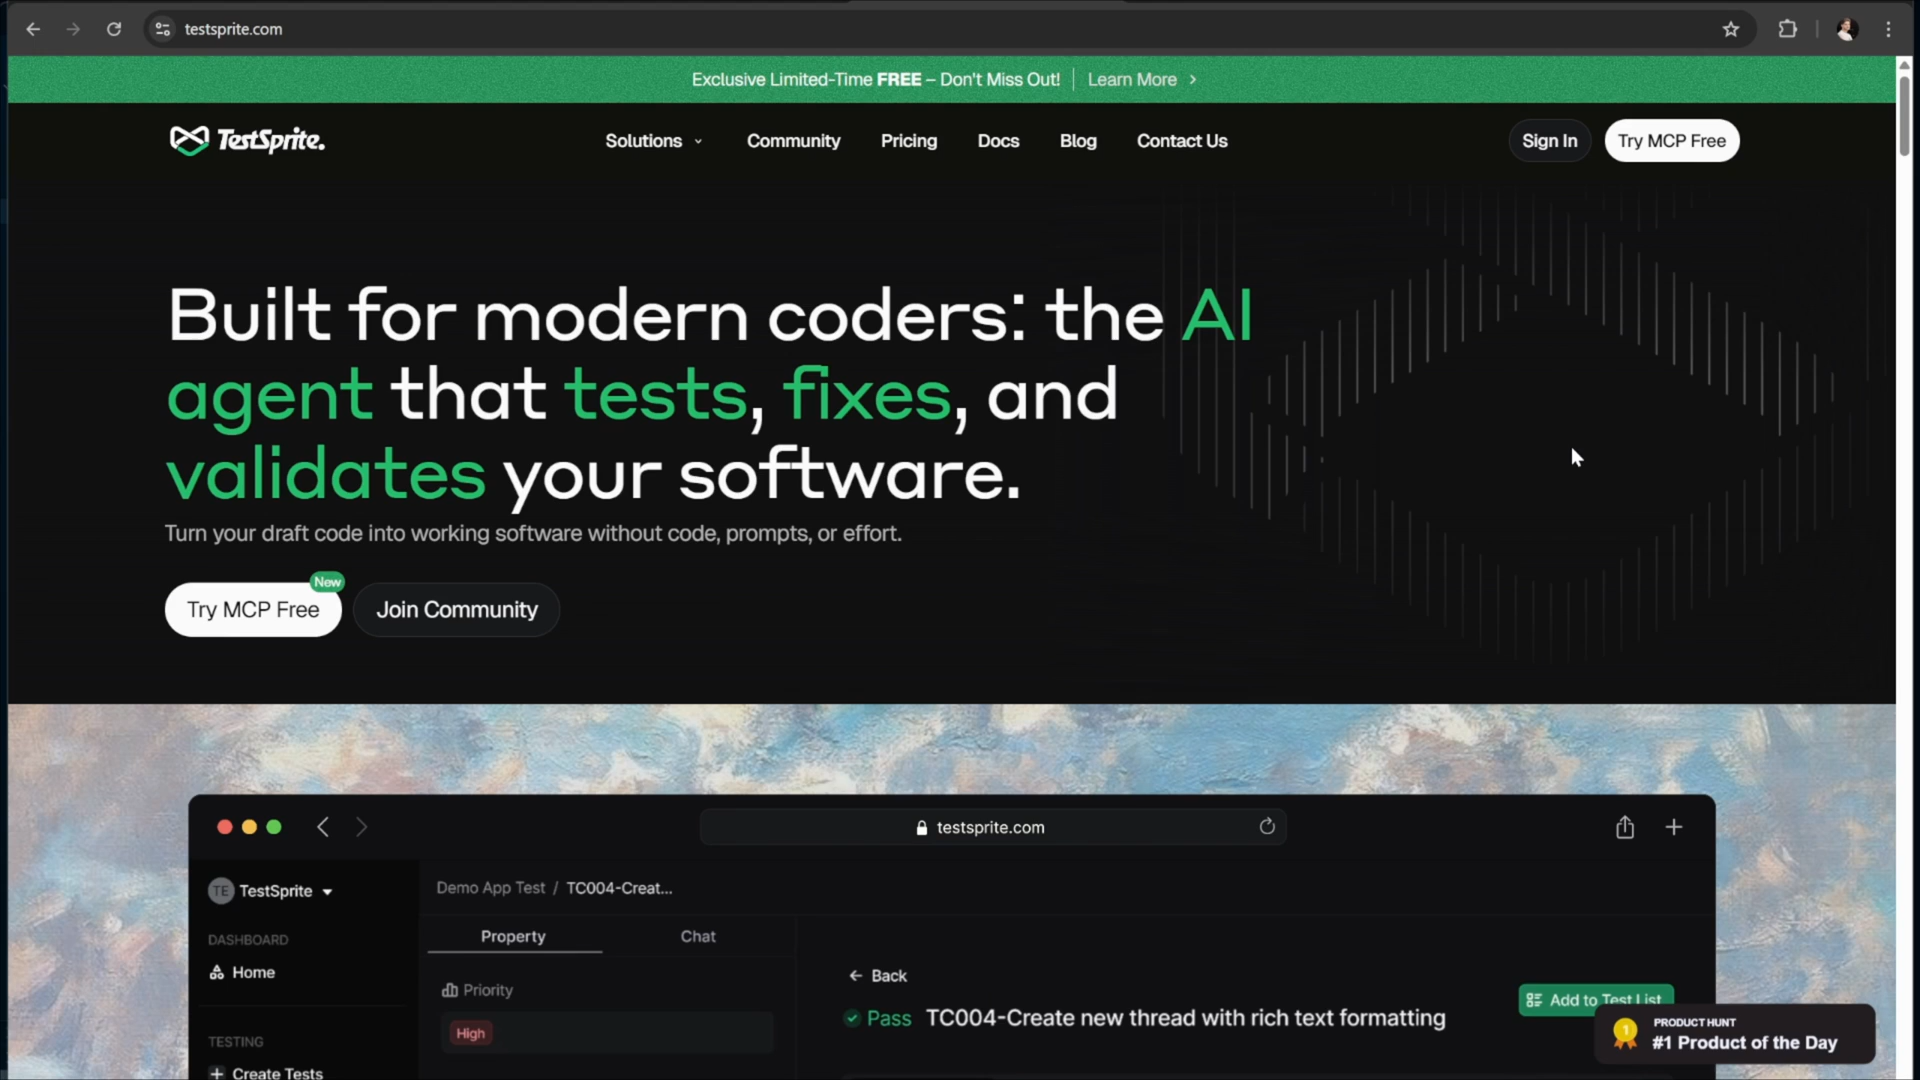 testsprite.com
Exclusive Limited-Time FREE – Don't Miss Out! Learn More
TestSprite.
Solutions Community Pricing Docs Blog Contact Us
Sign In Try MCP Free
Built for modern coders: the AI
agent that tests, fixes, and
validates your software.
Turn your draft code into working software without code, prompts, or effort.
New
Try MCP Free Join Community
testsprite.com
TE TestSprite
Demo App Test / TC004-Creat...
DASHBOARD
Property Chat
Home
Back
Priority
Add to Test List
High
Pass TC004-Create new thread with rich text formatting
1
PRODUCT HUNT
#1 Product of the Day
TESTING
Create Tests